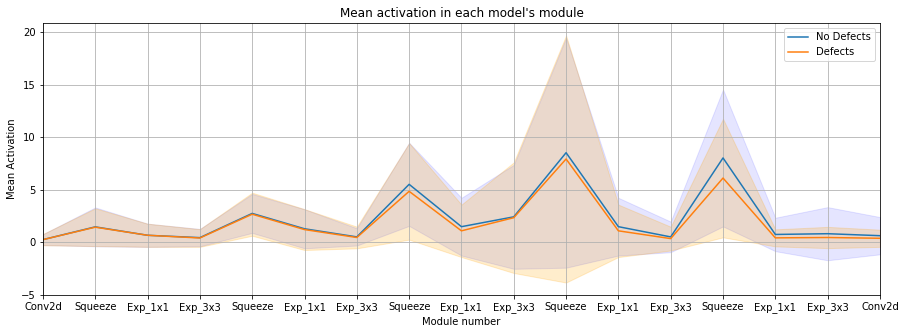 Mean activation in each model's module
No Defects
Defects
20
15
10
5
0
−5
Mean Activation
Conv2d Squeeze Exp_1x1 Exp_3x3 Squeeze Exp_1x1 Exp_3x3 Squeeze Exp_1x1 Exp_3x3 Squeeze Exp_1x1 Exp_3x3 Squeeze Exp_1x1 Exp_3x3 Conv2d
Module number